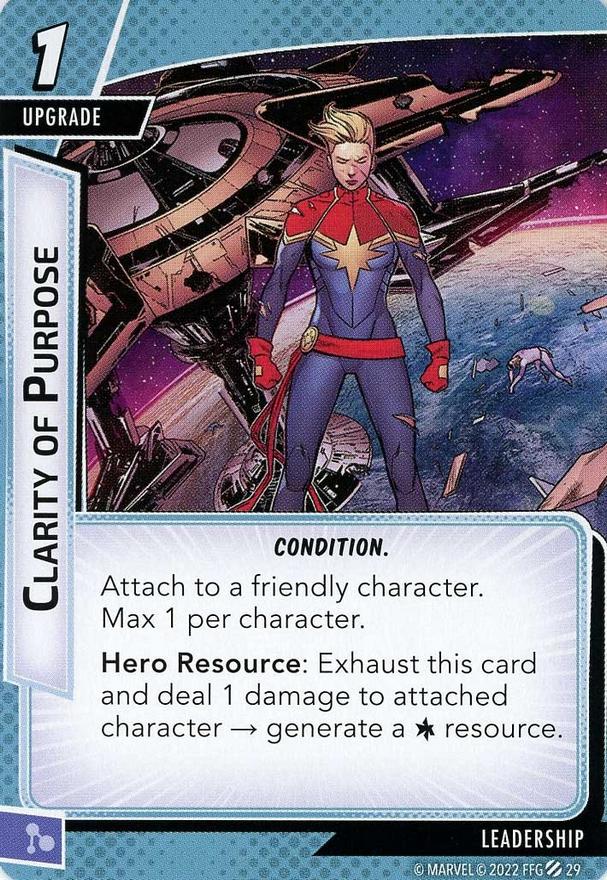 1
UPGRADE
CLARITY OF PURPOSE
CONDITION.
Attach to a friendly character.
Max 1 per character.
Hero Resource: Exhaust this card
and deal 1 damage to attached
character → generate a resource.
LEADERSHIP
© MARVEL © 2022 FFG 29